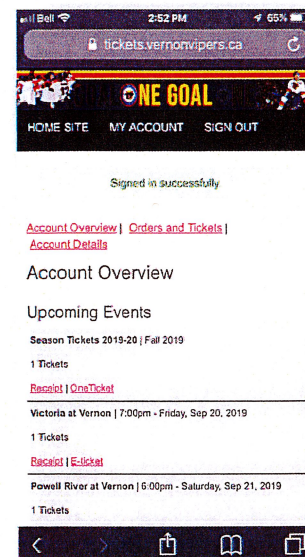 Bell 2:52 PM 65%
tickets.vernonvipers.ca
ONE GOAL
HOME SITE MY ACCOUNT SIGN OUT
Signed in successfully
Account Overview | Orders and Tickets |
Account Details
Account Overview
Upcoming Events
Season Tickets 2019-20 | Fall 2019
1 Tickets
Receipt | OneTicket
Victoria at Vernon | 7:00pm - Friday, Sep 20, 2019
1 Tickets
Receipt | E-ticket
Powell River at Vernon | 6:00pm - Saturday, Sep 21, 2019
1 Tickets